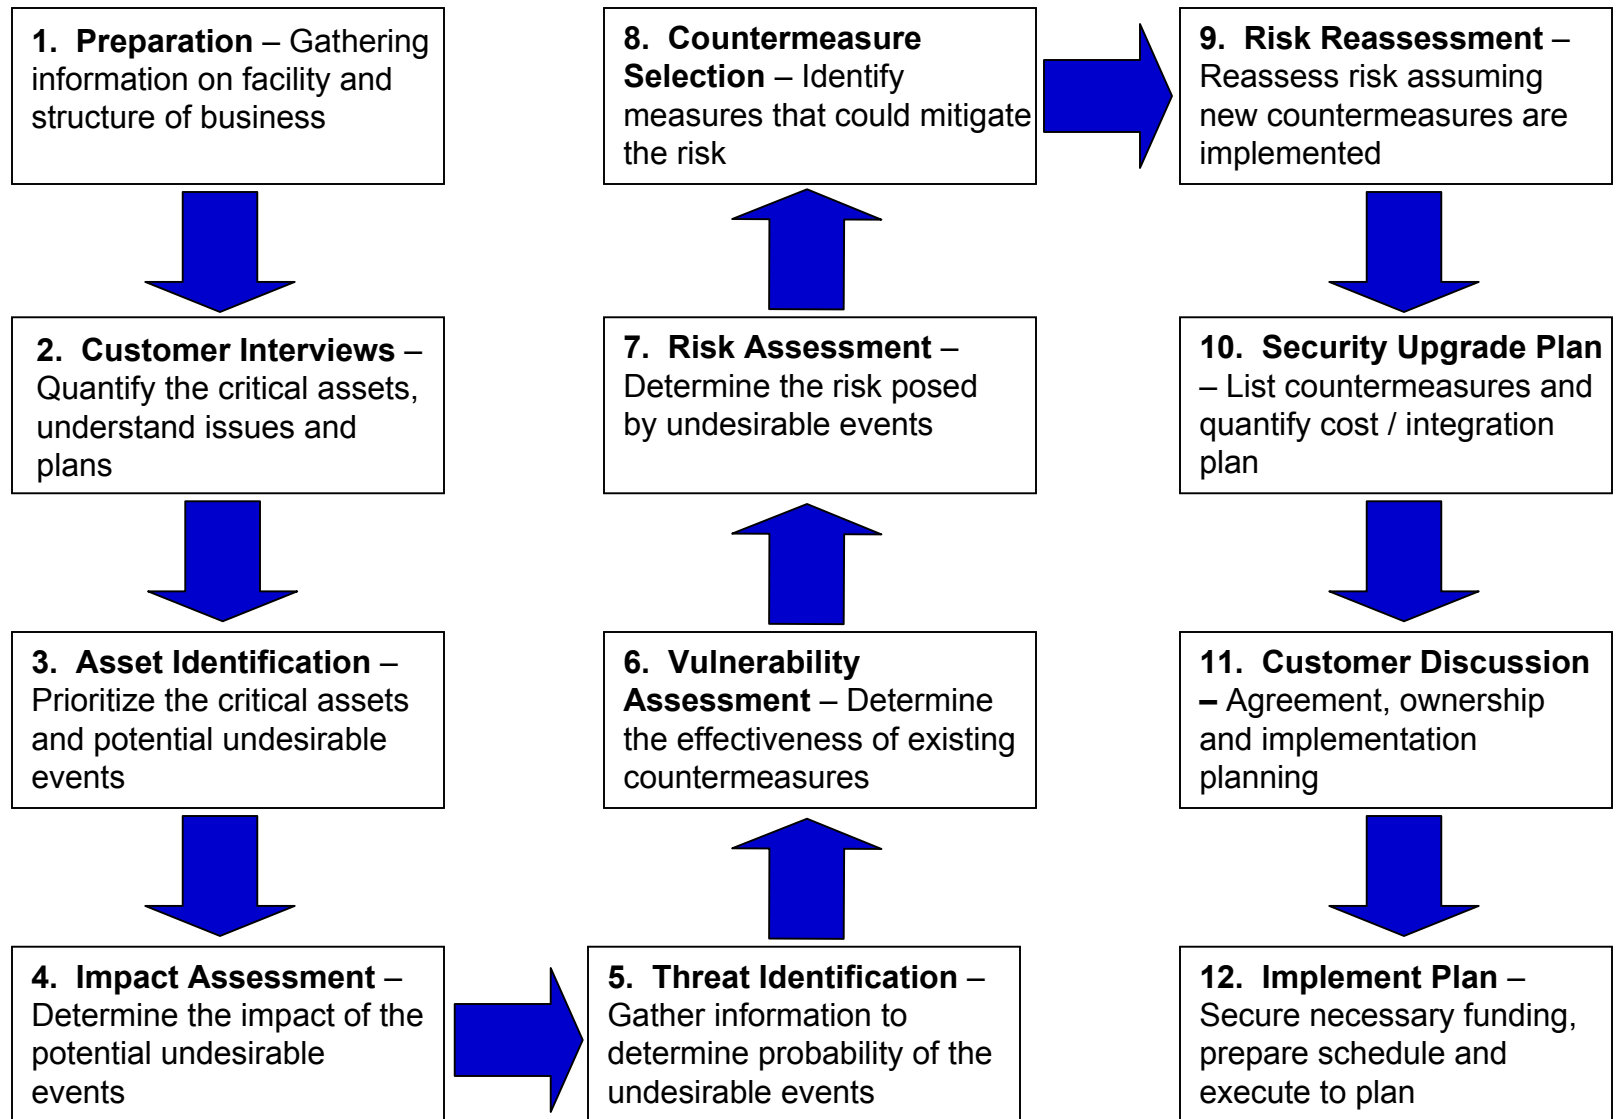 1. Preparation – Gathering
information on facility and
structure of business
2. Customer Interviews –
Quantify the critical assets,
understand issues and
plans
3. Asset Identification –
Prioritize the critical assets
and potential undesirable
events
4. Impact Assessment –
Determine the impact of the
potential undesirable
events
5. Threat Identification –
Gather information to
determine probability of the
undesirable events
6. Vulnerability
Assessment – Determine
the effectiveness of existing
countermeasures
7. Risk Assessment –
Determine the risk posed
by undesirable events
8. Countermeasure
Selection – Identify
measures that could mitigate
the risk
9. Risk Reassessment –
Reassess risk assuming
new countermeasures are
implemented
10. Security Upgrade Plan
– List countermeasures and
quantify cost / integration
plan
11. Customer Discussion
– Agreement, ownership
and implementation
planning
12. Implement Plan –
Secure necessary funding,
prepare schedule and
execute to plan